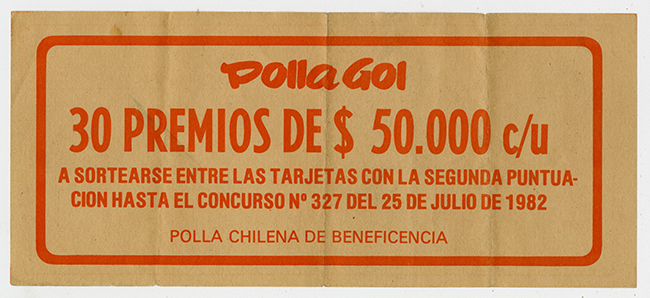 Polla Gol
30 PREMIOS DE $ 50.000 c/u
A SORTEARSE ENTRE LAS TARJETAS CON LA SEGUNDA PUNTUA-
CION HASTA EL CONCURSO Nº 327 DEL 25 DE JULIO DE 1982
POLLA CHILENA DE BENEFICENCIA